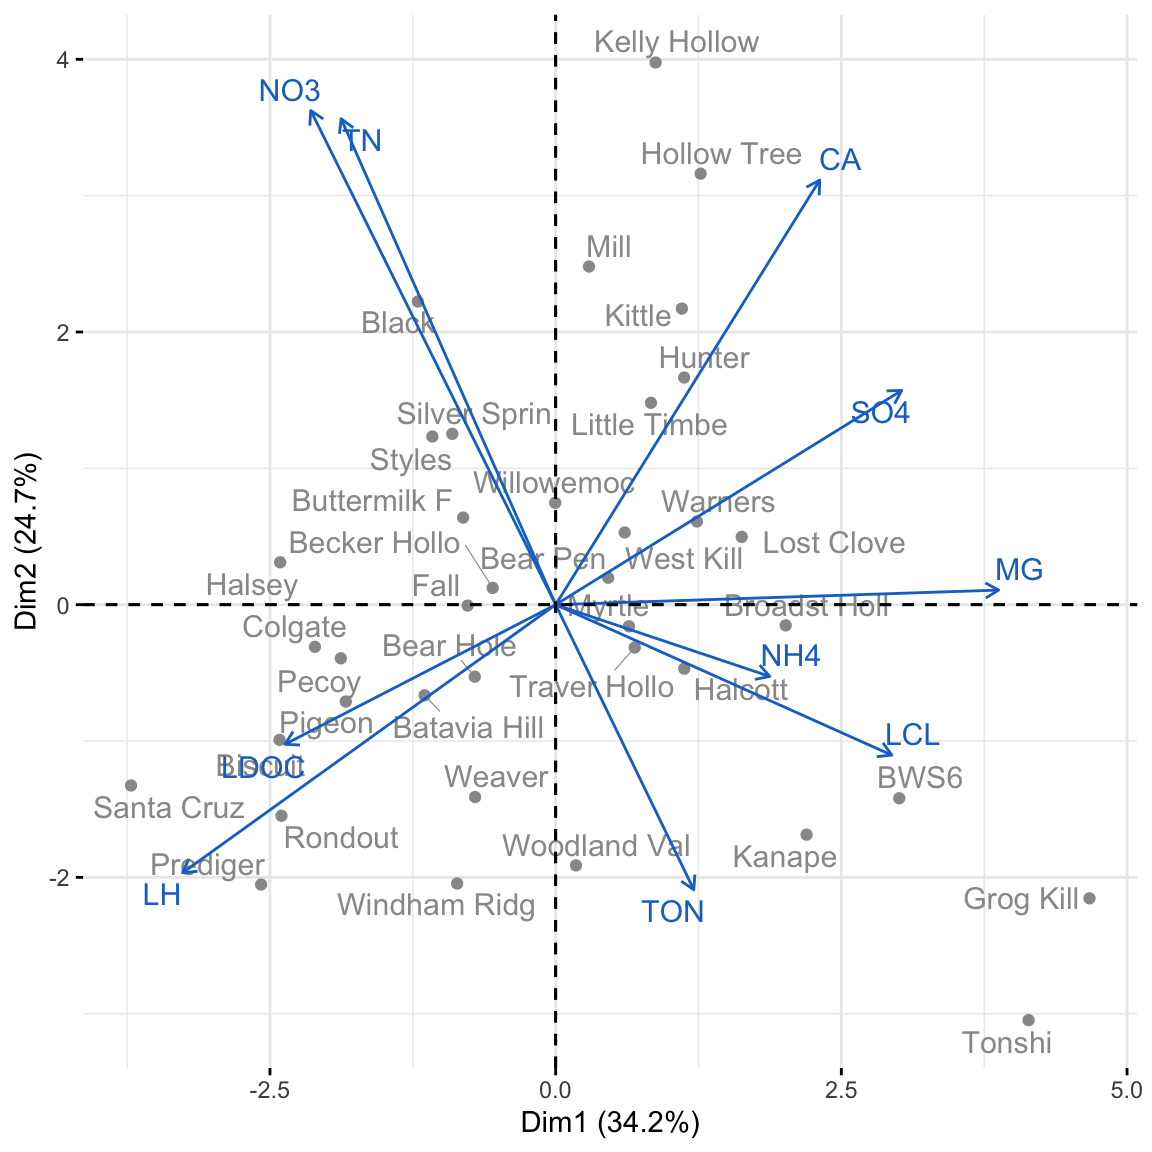 Kelly Hollow
4
NO3
TN
Hollow Tree
CA
Mill
Black
Kittle
2
Hunter
SO4
Silver Sprin
Little Timbe
Styles
Willowemoc
Buttermilk F
Warners
Becker Hollo
Bear Pen
West Kill
Lost Clove
MG
Halsey
Fall
0
Myrtle
Broadst Holl
Colgate
Bear Hole
NH4
Pecoy
Traver Hollo
Halcott
Pigeon
Batavia Hill
LCL
Biscuit
LDOC
Weaver
BWS6
Santa Cruz
Rondout
Woodland Val
Kanape
Prediger
-2
LH
Windham Ridg
TON
Grog Kill
Tonshi
-2.5
0.0
2.5
5.0
Dim1 (34.2%)
Dim2 (24.7%)